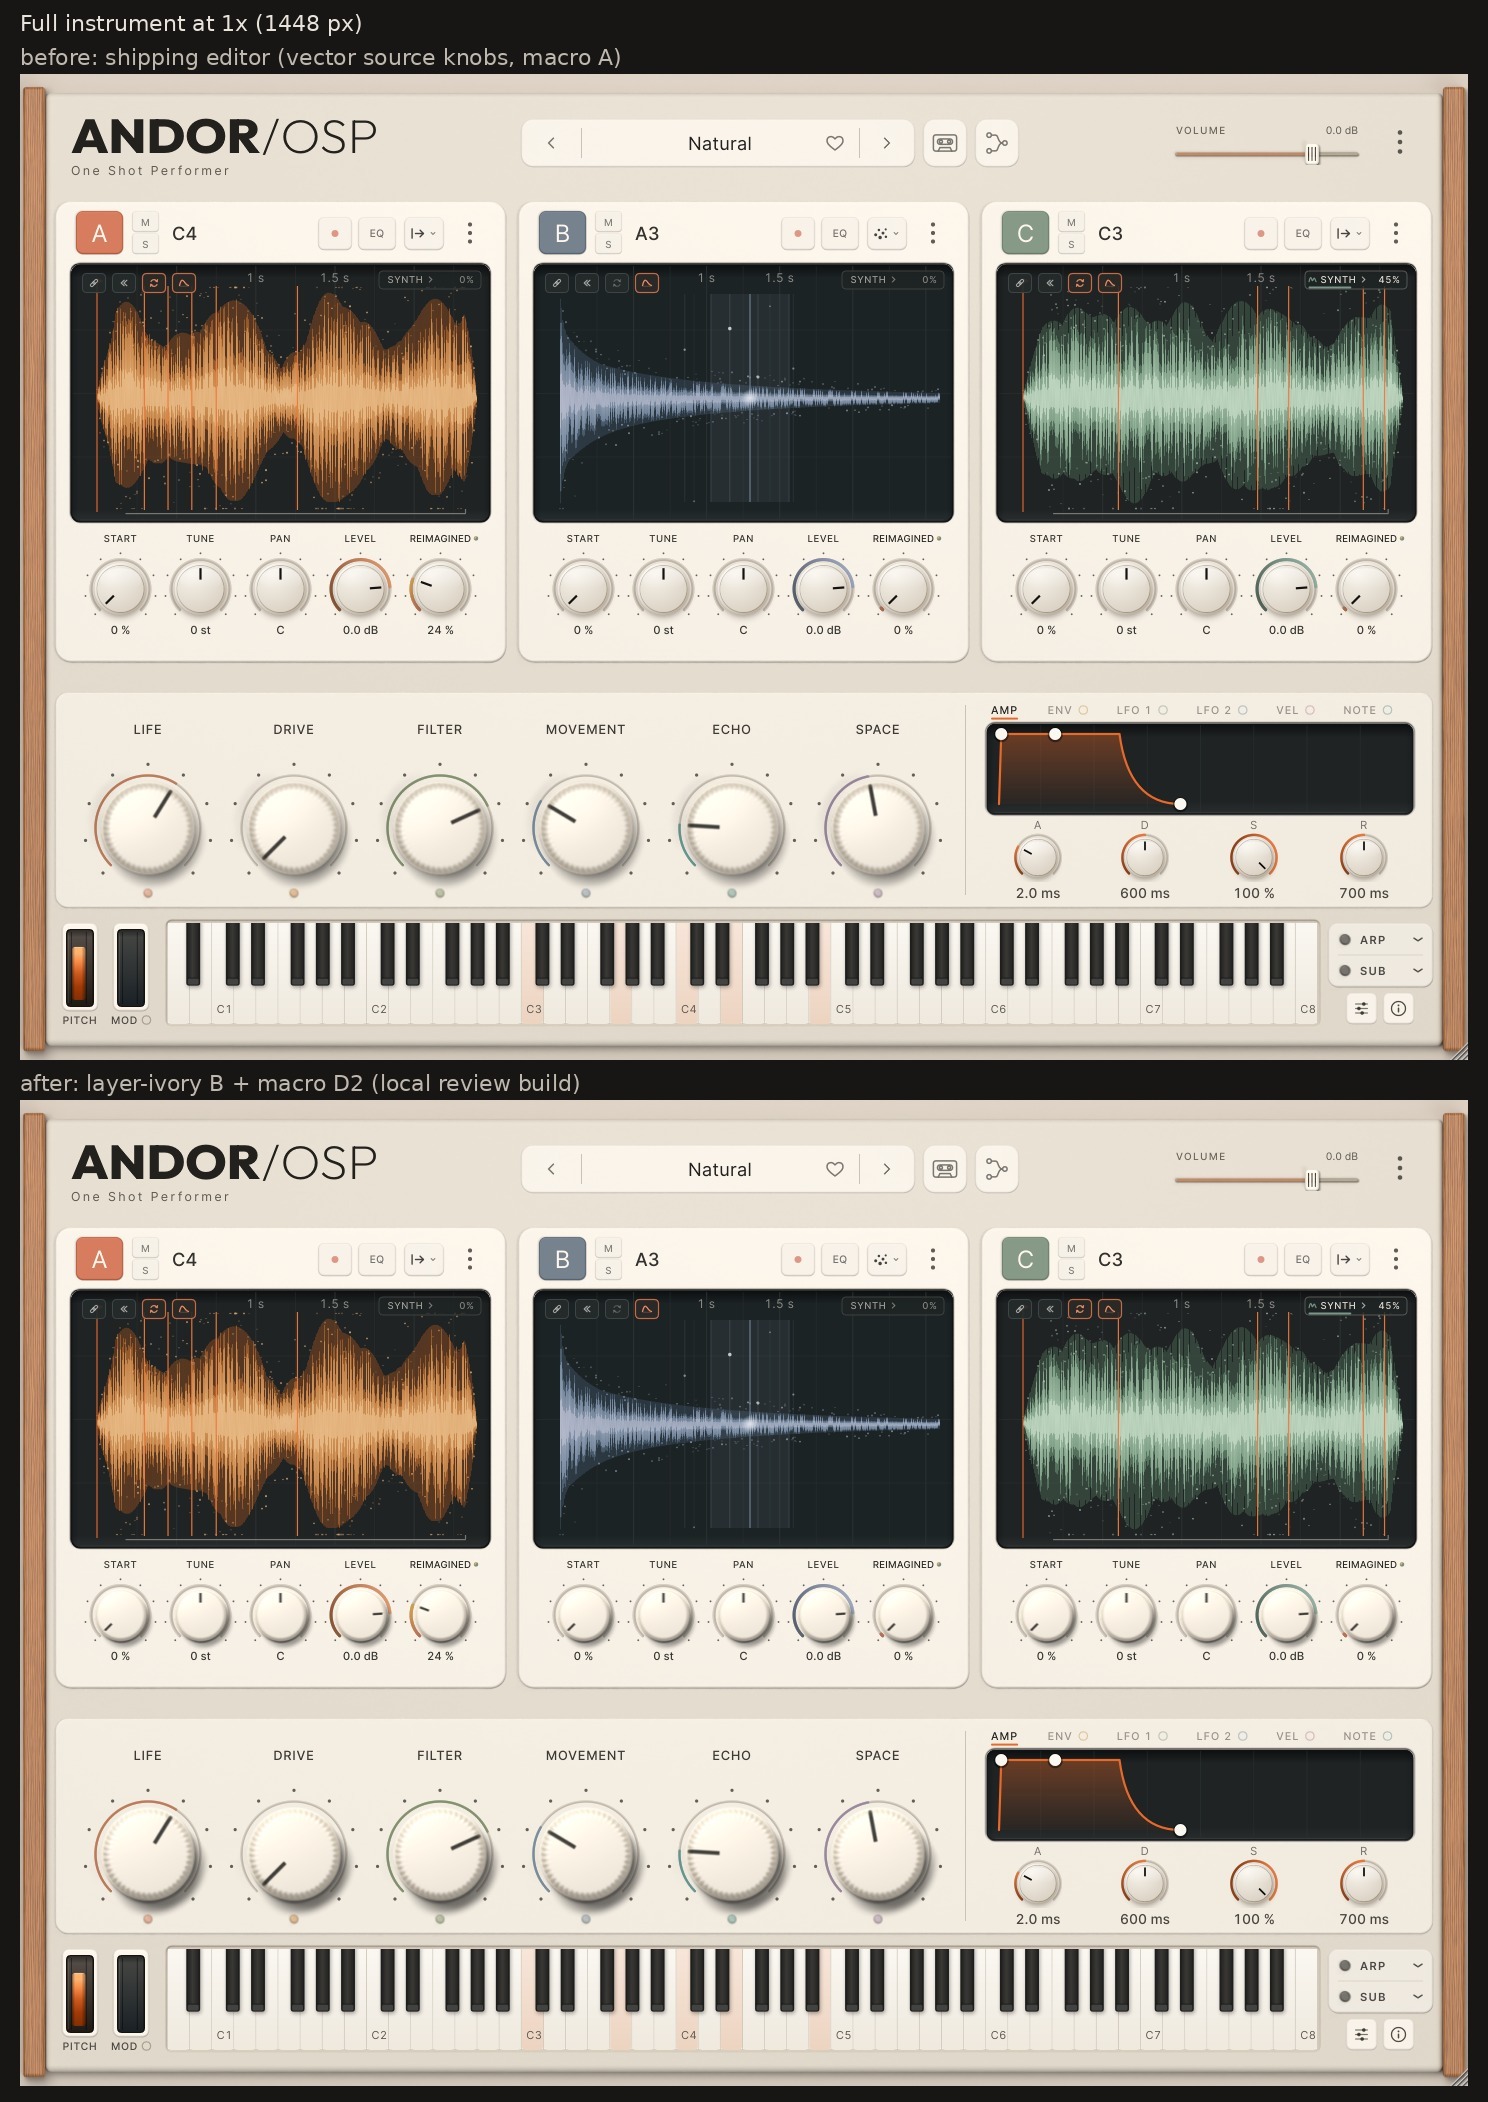 Full instrument at 1x (1448 px)
before: shipping editor (vector source knobs, macro A)
ANDOR/OSP
One Shot Performer
Natural
VOLUME 0.0 dB
A M S C4 EQ
B M S A3 EQ
C M S C3 EQ
1 s 1.5 s SYNTH 0%
1 s 1.5 s SYNTH 0%
1 s 1.5 s SYNTH 45%
START TUNE PAN LEVEL REIMAGINED
0 % 0 st C 0.0 dB 24 %
START TUNE PAN LEVEL REIMAGINED
0 % 0 st C 0.0 dB 0 %
START TUNE PAN LEVEL REIMAGINED
0 % 0 st C 0.0 dB 0 %
LIFE DRIVE FILTER MOVEMENT ECHO SPACE
AMP ENV LFO 1 LFO 2 VEL NOTE
A D S R
2.0 ms 600 ms 100 % 700 ms
PITCH MOD
C1 C2 C3 C4 C5 C6 C7 C8
ARP
SUB
after: layer-ivory B + macro D2 (local review build)
ANDOR/OSP
One Shot Performer
Natural
VOLUME 0.0 dB
A M S C4 EQ
B M S A3 EQ
C M S C3 EQ
1 s 1.5 s SYNTH 0%
1 s 1.5 s SYNTH 0%
1 s 1.5 s SYNTH 45%
START TUNE PAN LEVEL REIMAGINED
0 % 0 st C 0.0 dB 24 %
START TUNE PAN LEVEL REIMAGINED
0 % 0 st C 0.0 dB 0 %
START TUNE PAN LEVEL REIMAGINED
0 % 0 st C 0.0 dB 0 %
LIFE DRIVE FILTER MOVEMENT ECHO SPACE
AMP ENV LFO 1 LFO 2 VEL NOTE
A D S R
2.0 ms 600 ms 100 % 700 ms
PITCH MOD
C1 C2 C3 C4 C5 C6 C7 C8
ARP
SUB